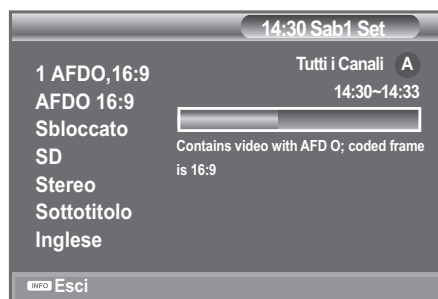 14:30 Sab1 Set
1 AFDO,16:9
AFDO 16:9
Sbloccato
SD
Stereo
Sottotitolo
Inglese
Tutti i Canali A
14:30~14:33
Contains video with AFD O; coded frame
is 16:9
INFO Esci